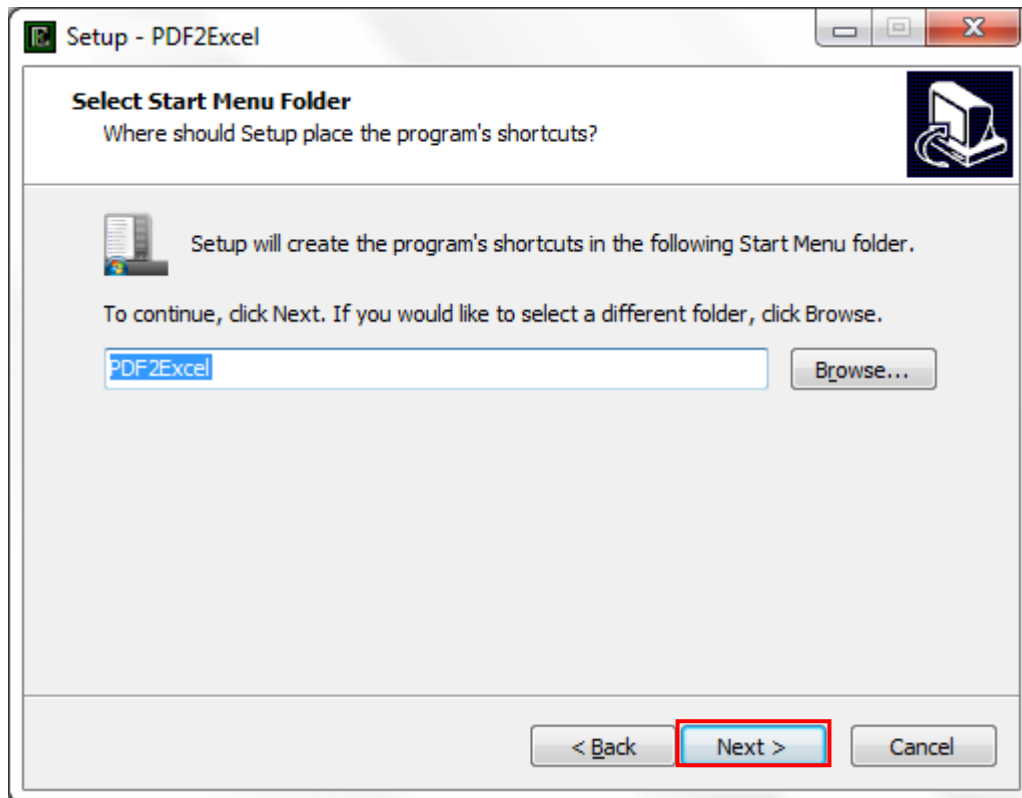 Setup - PDF2Excel
Select Start Menu Folder
Where should Setup place the program's shortcuts?
Setup will create the program's shortcuts in the following Start Menu folder.
To continue, click Next. If you would like to select a different folder, click Browse.
PDF2Excel
Browse...
< Back
Next >
Cancel